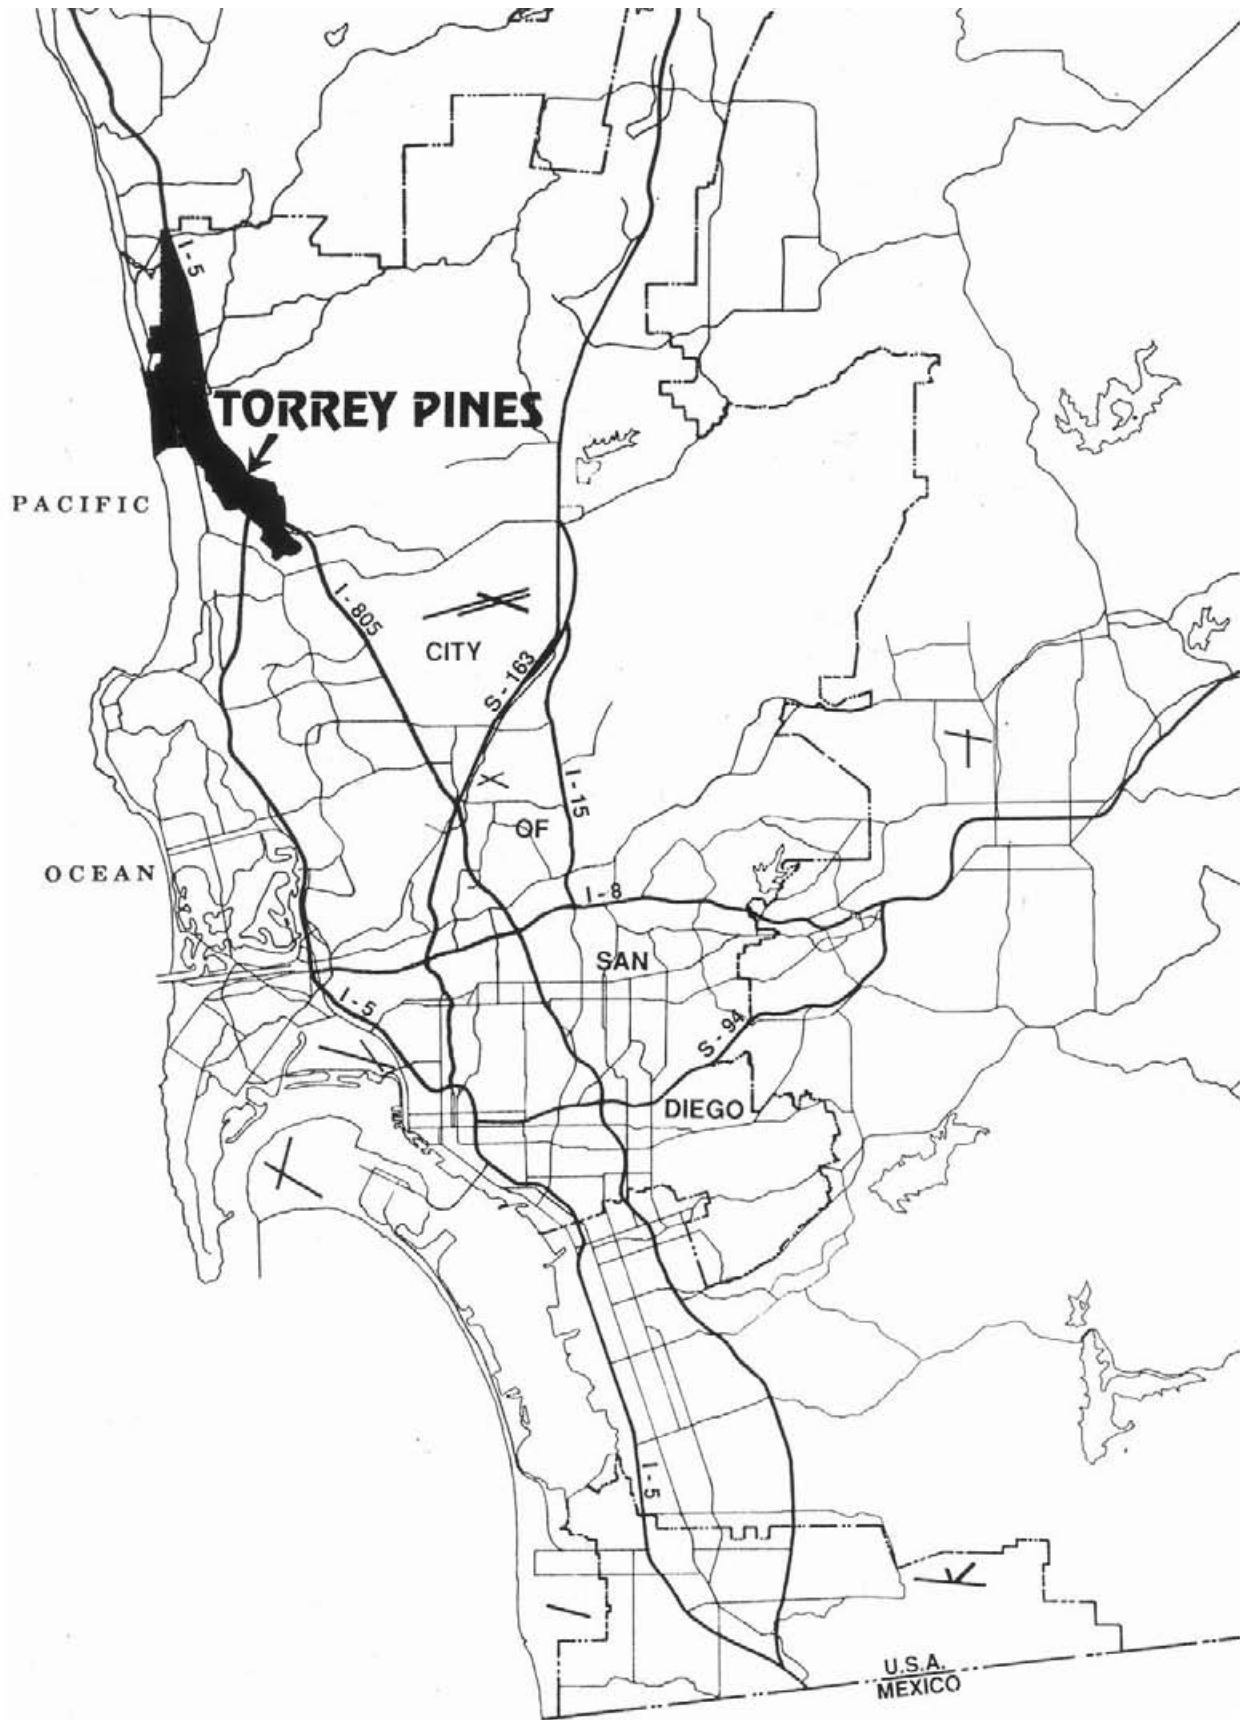 I-5
TORREY PINES
PACIFIC
I-805
CITY
S-163
I-15
OF
OCEAN
I-8
SAN
I-5
S-94
DIEGO
I-5
U.S.A.
MEXICO